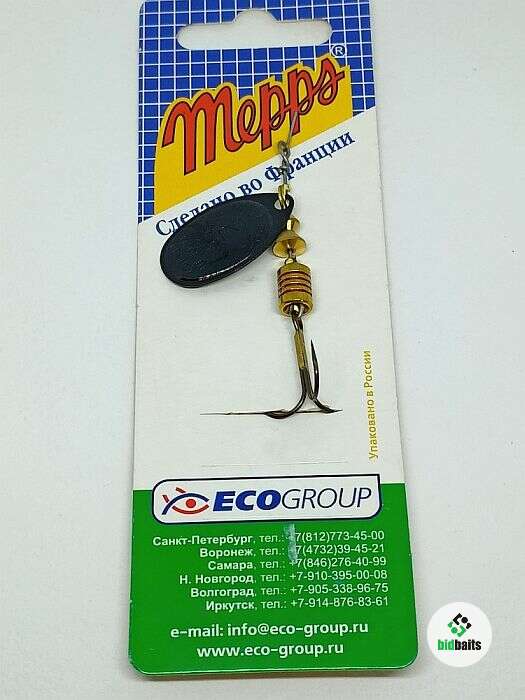 mepps®
Сделано во Франции
Упаковано в России
ECOGROUP
Санкт-Петербург, тел.: +7(812)773-45-00
Воронеж, тел.: +7(4732)39-45-21
Самара, тел.: +7(846)276-40-99
Н. Новгород, тел.: +7-910-395-00-08
Волгоград, тел.: +7-905-338-96-75
Иркутск, тел.: +7-914-876-83-61
e-mail: info@eco-group.ru
www.eco-group.ru
bidbaits